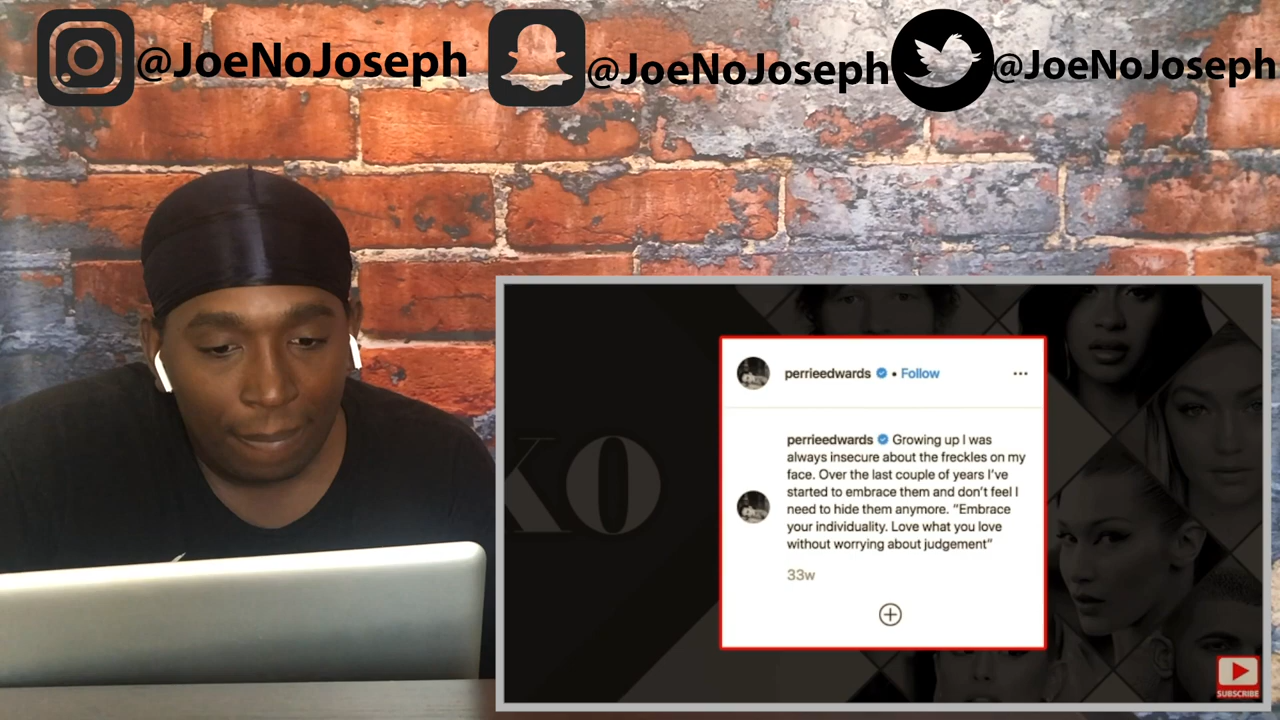 @JoeNoJoseph @JoeNoJoseph @JoeNoJoseph
perrieedwards • Follow
perrieedwards Growing up I was
always insecure about the freckles on my
face. Over the last couple of years I've
started to embrace them and don't feel I
need to hide them anymore. "Embrace
your individuality. Love what you love
without worrying about judgement"
33w
XO
SUBSCRIBE